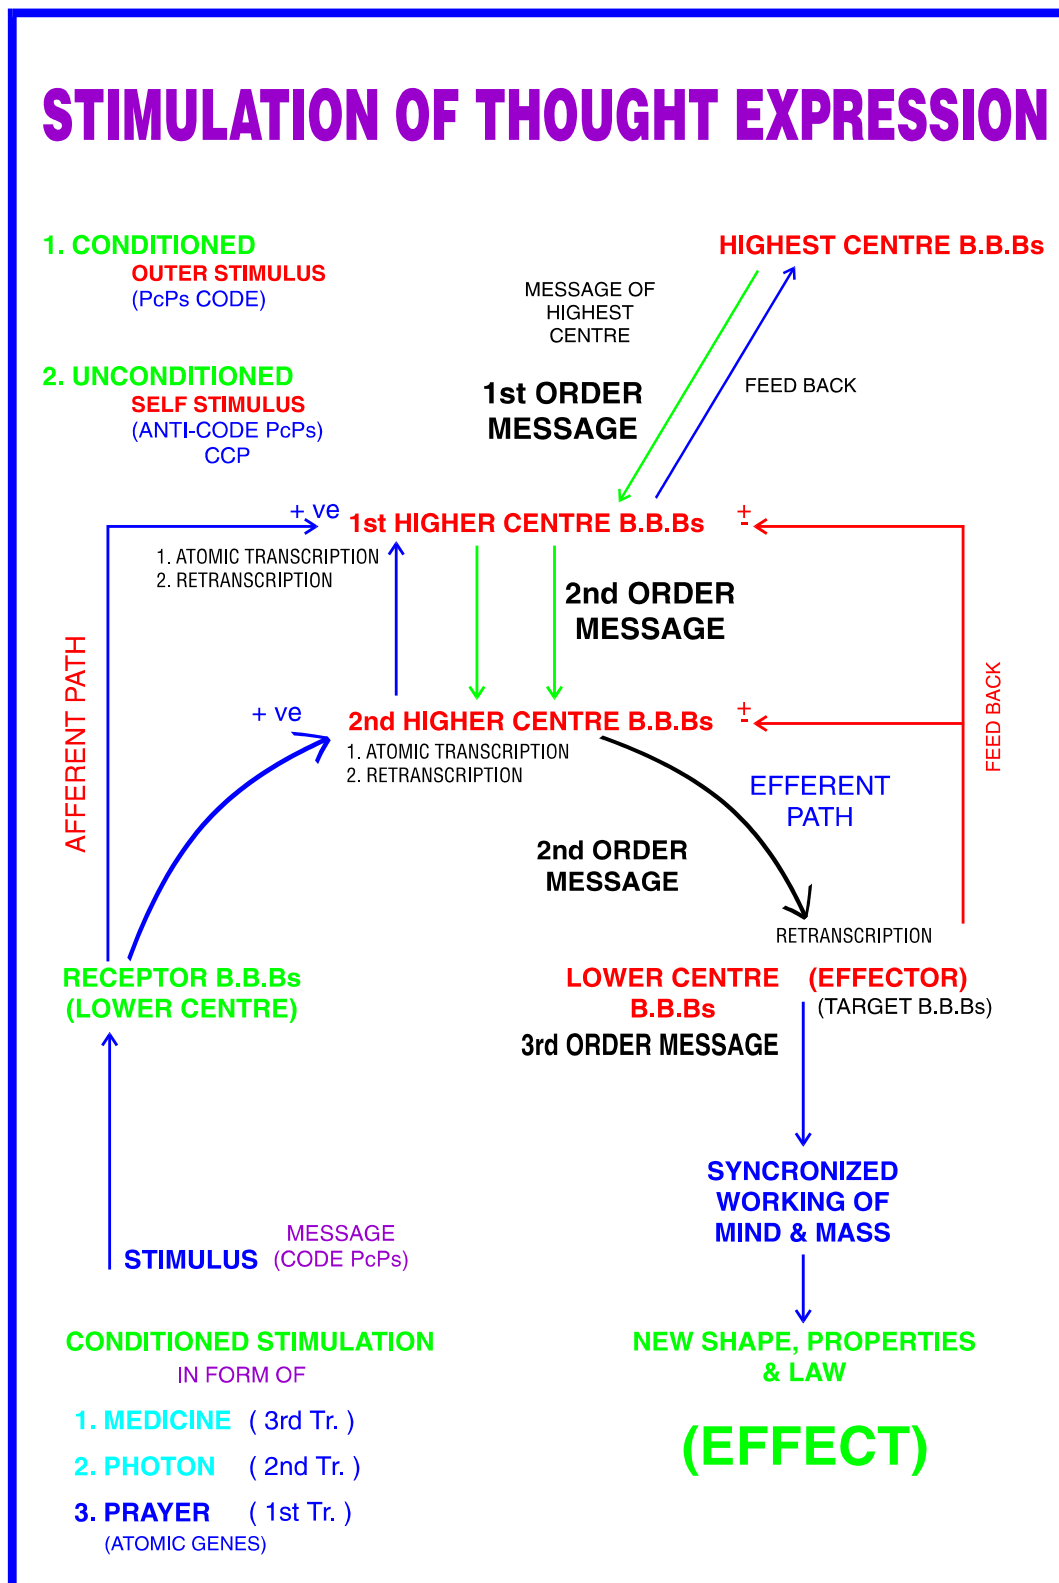 STIMULATION OF THOUGHT EXPRESSION
1. CONDITIONED
OUTER STIMULUS
(PcPs CODE)
2. UNCONDITIONED
SELF STIMULUS
(ANTI-CODE PcPs)
CCP
HIGHEST CENTRE B.B.Bs
MESSAGE OF
HIGHEST
CENTRE
1st ORDER
MESSAGE
FEED BACK
+ ve
1st HIGHER CENTRE B.B.Bs
+
-
1. ATOMIC TRANSCRIPTION
2. RETRANSCRIPTION
2nd ORDER
MESSAGE
AFFERENT PATH
FEED BACK
+ ve
2nd HIGHER CENTRE B.B.Bs
+
-
1. ATOMIC TRANSCRIPTION
2. RETRANSCRIPTION
EFFERENT
PATH
2nd ORDER
MESSAGE
RETRANSCRIPTION
RECEPTOR B.B.Bs
(LOWER CENTRE)
LOWER CENTRE (EFFECTOR)
B.B.Bs (TARGET B.B.Bs)
3rd ORDER MESSAGE
SYNCRONIZED
WORKING OF
MIND & MASS
STIMULUS
MESSAGE
(CODE PcPs)
CONDITIONED STIMULATION
IN FORM OF
1. MEDICINE ( 3rd Tr. )
2. PHOTON ( 2nd Tr. )
3. PRAYER ( 1st Tr. )
(ATOMIC GENES)
NEW SHAPE, PROPERTIES
& LAW
(EFFECT)